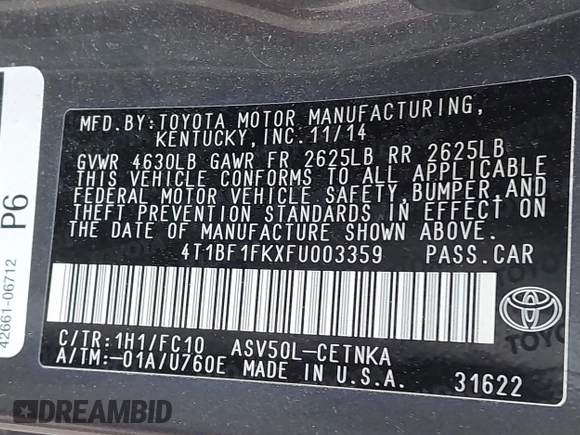 MFD.BY:TOYOTA MOTOR MANUFACTURING,
KENTUCKY, INC. 11/14
GVWR 4630LB GAWR FR 2625LB RR 2625LB
THIS VEHICLE CONFORMS TO ALL APPLICABLE
FEDERAL MOTOR VEHICLE SAFETY, BUMPER, AND
THEFT PREVENTION STANDARDS IN EFFECT ON
THE DATE OF MANUFACTURE SHOWN ABOVE.
4T1BF1FKXFU003359 PASS.CAR
C/TR:1H1/FC10 ASV50L-CETNKA
A/TM:-01A/U760E MADE IN U.S.A.
31622
TOYOTA
P6
42661-06712
DREAMBID